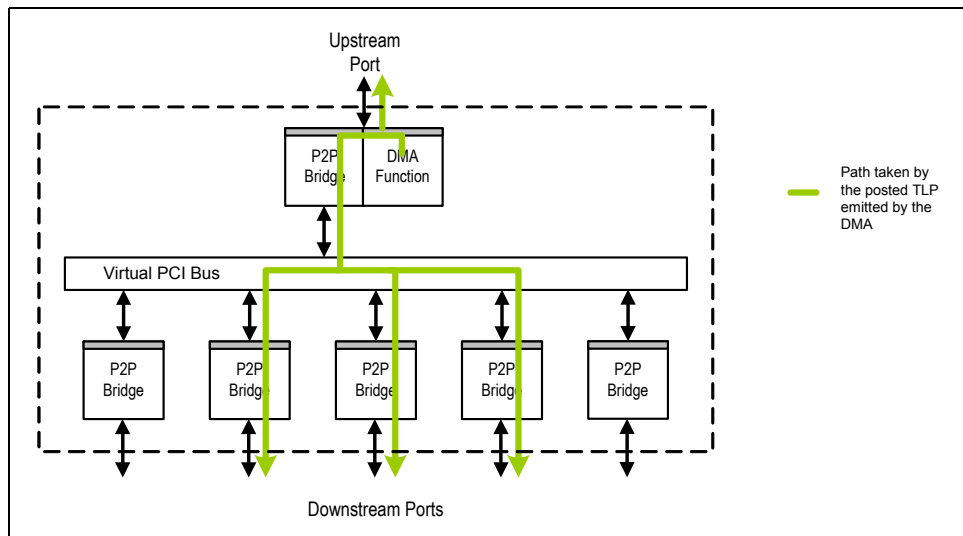 Upstream
Port
P2P
Bridge
DMA
Function
Path taken by
the posted TLP
emitted by the
DMA
Virtual PCI Bus
P2P
Bridge
P2P
Bridge
P2P
Bridge
P2P
Bridge
P2P
Bridge
Downstream Ports